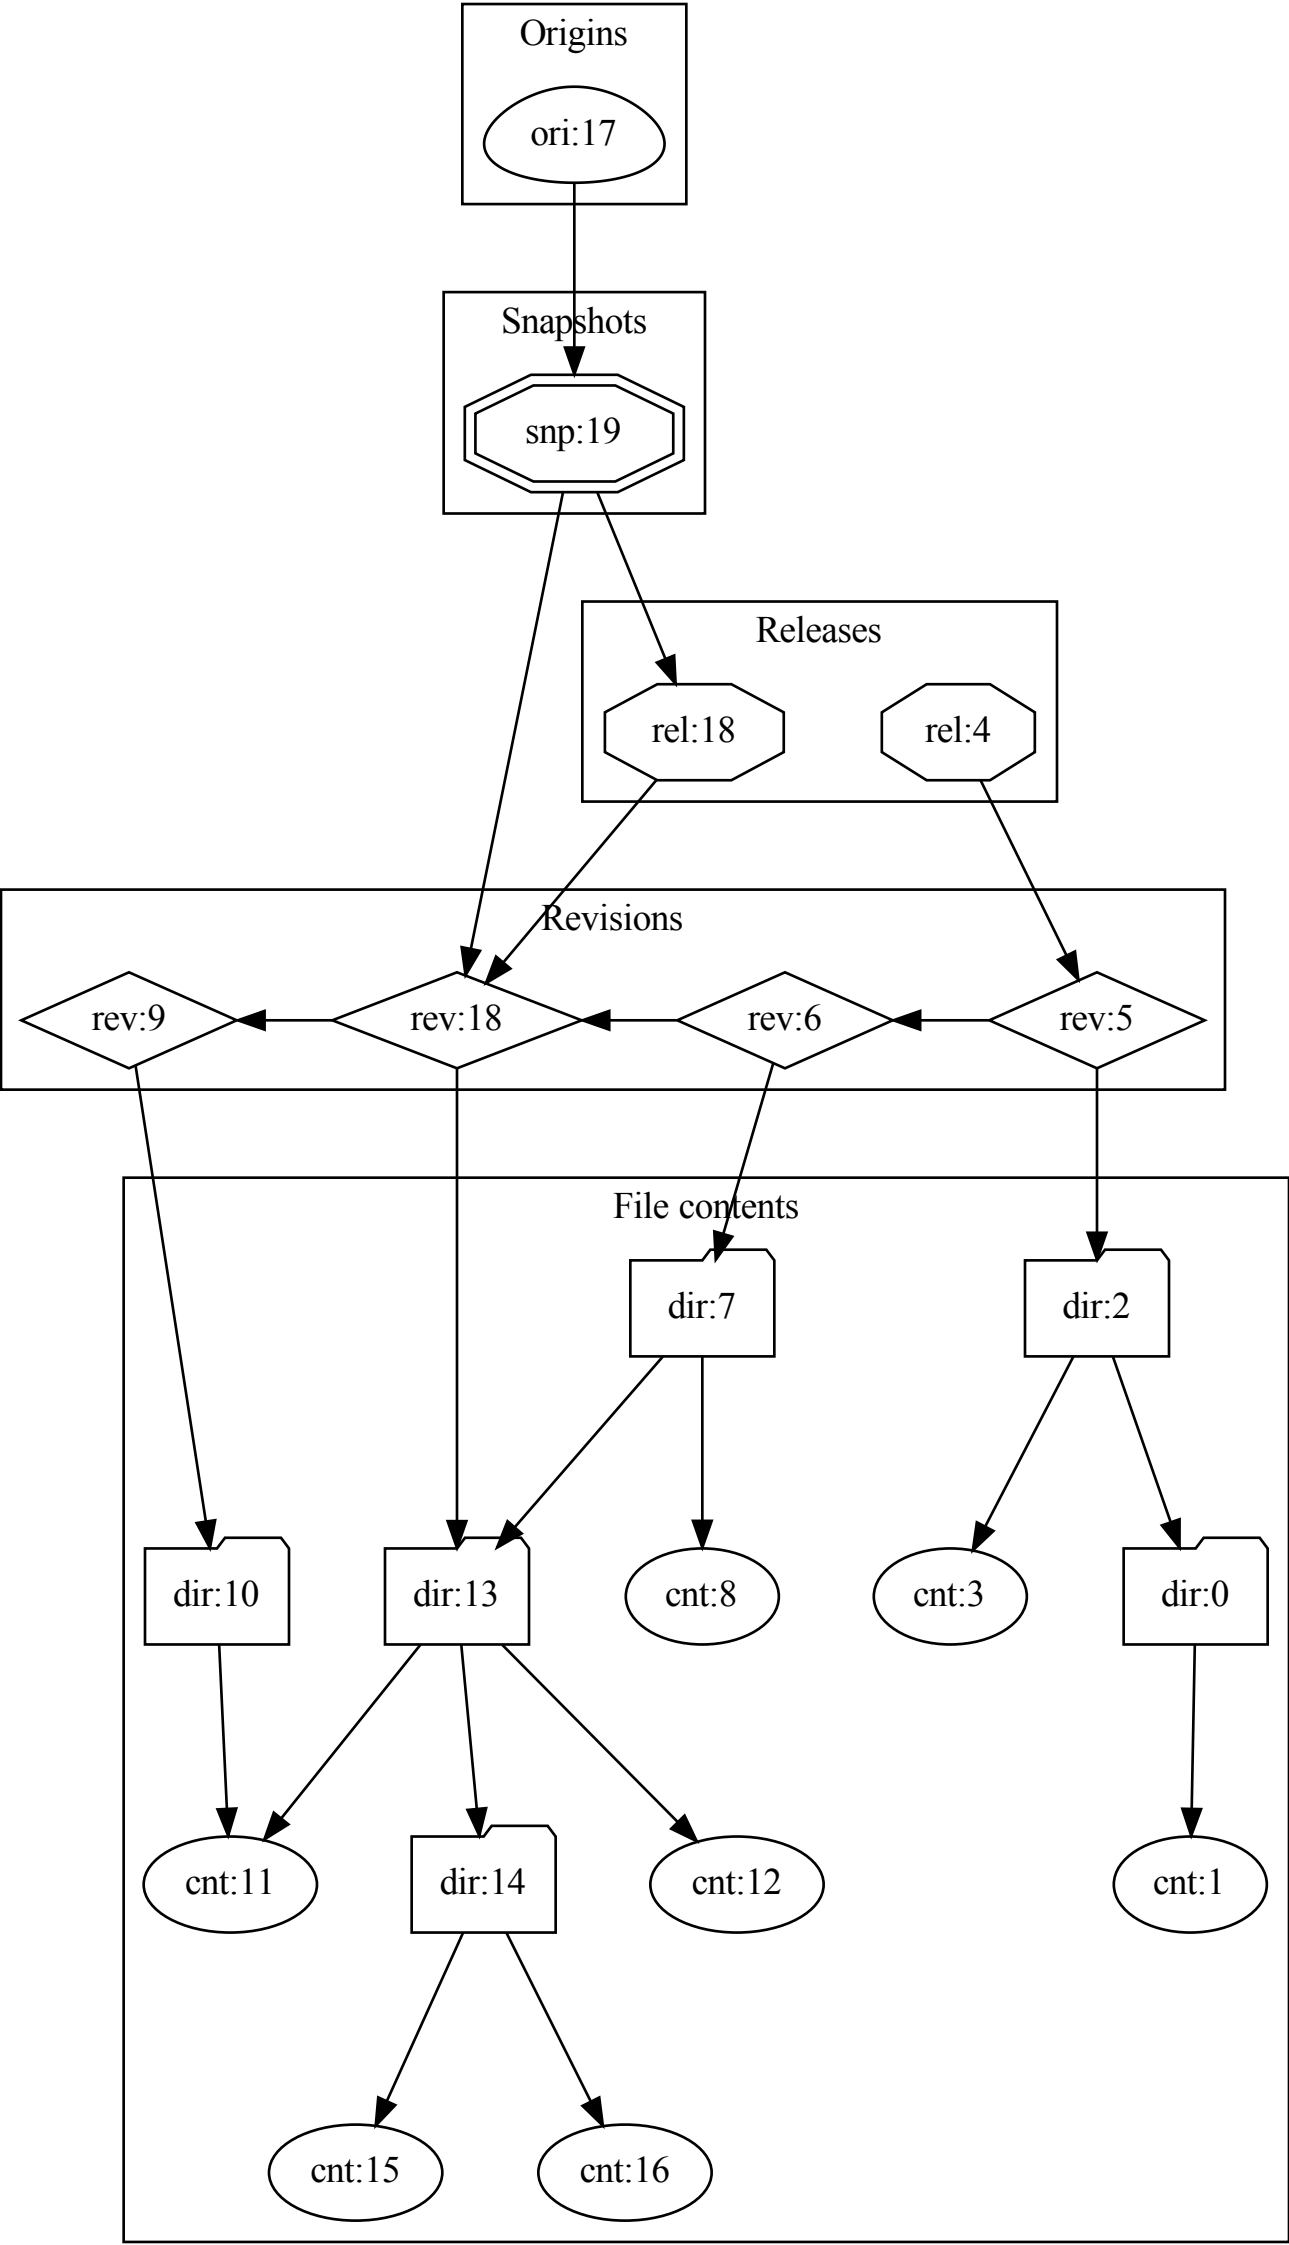 Origins
ori:17
Snapshots
snp:19
Releases
rel:18
rel:4
Revisions
rev:9
rev:18
rev:6
rev:5
File contents
dir:7
dir:2
dir:10
dir:13
cnt:8
cnt:3
dir:0
cnt:11
dir:14
cnt:12
cnt:1
cnt:15
cnt:16